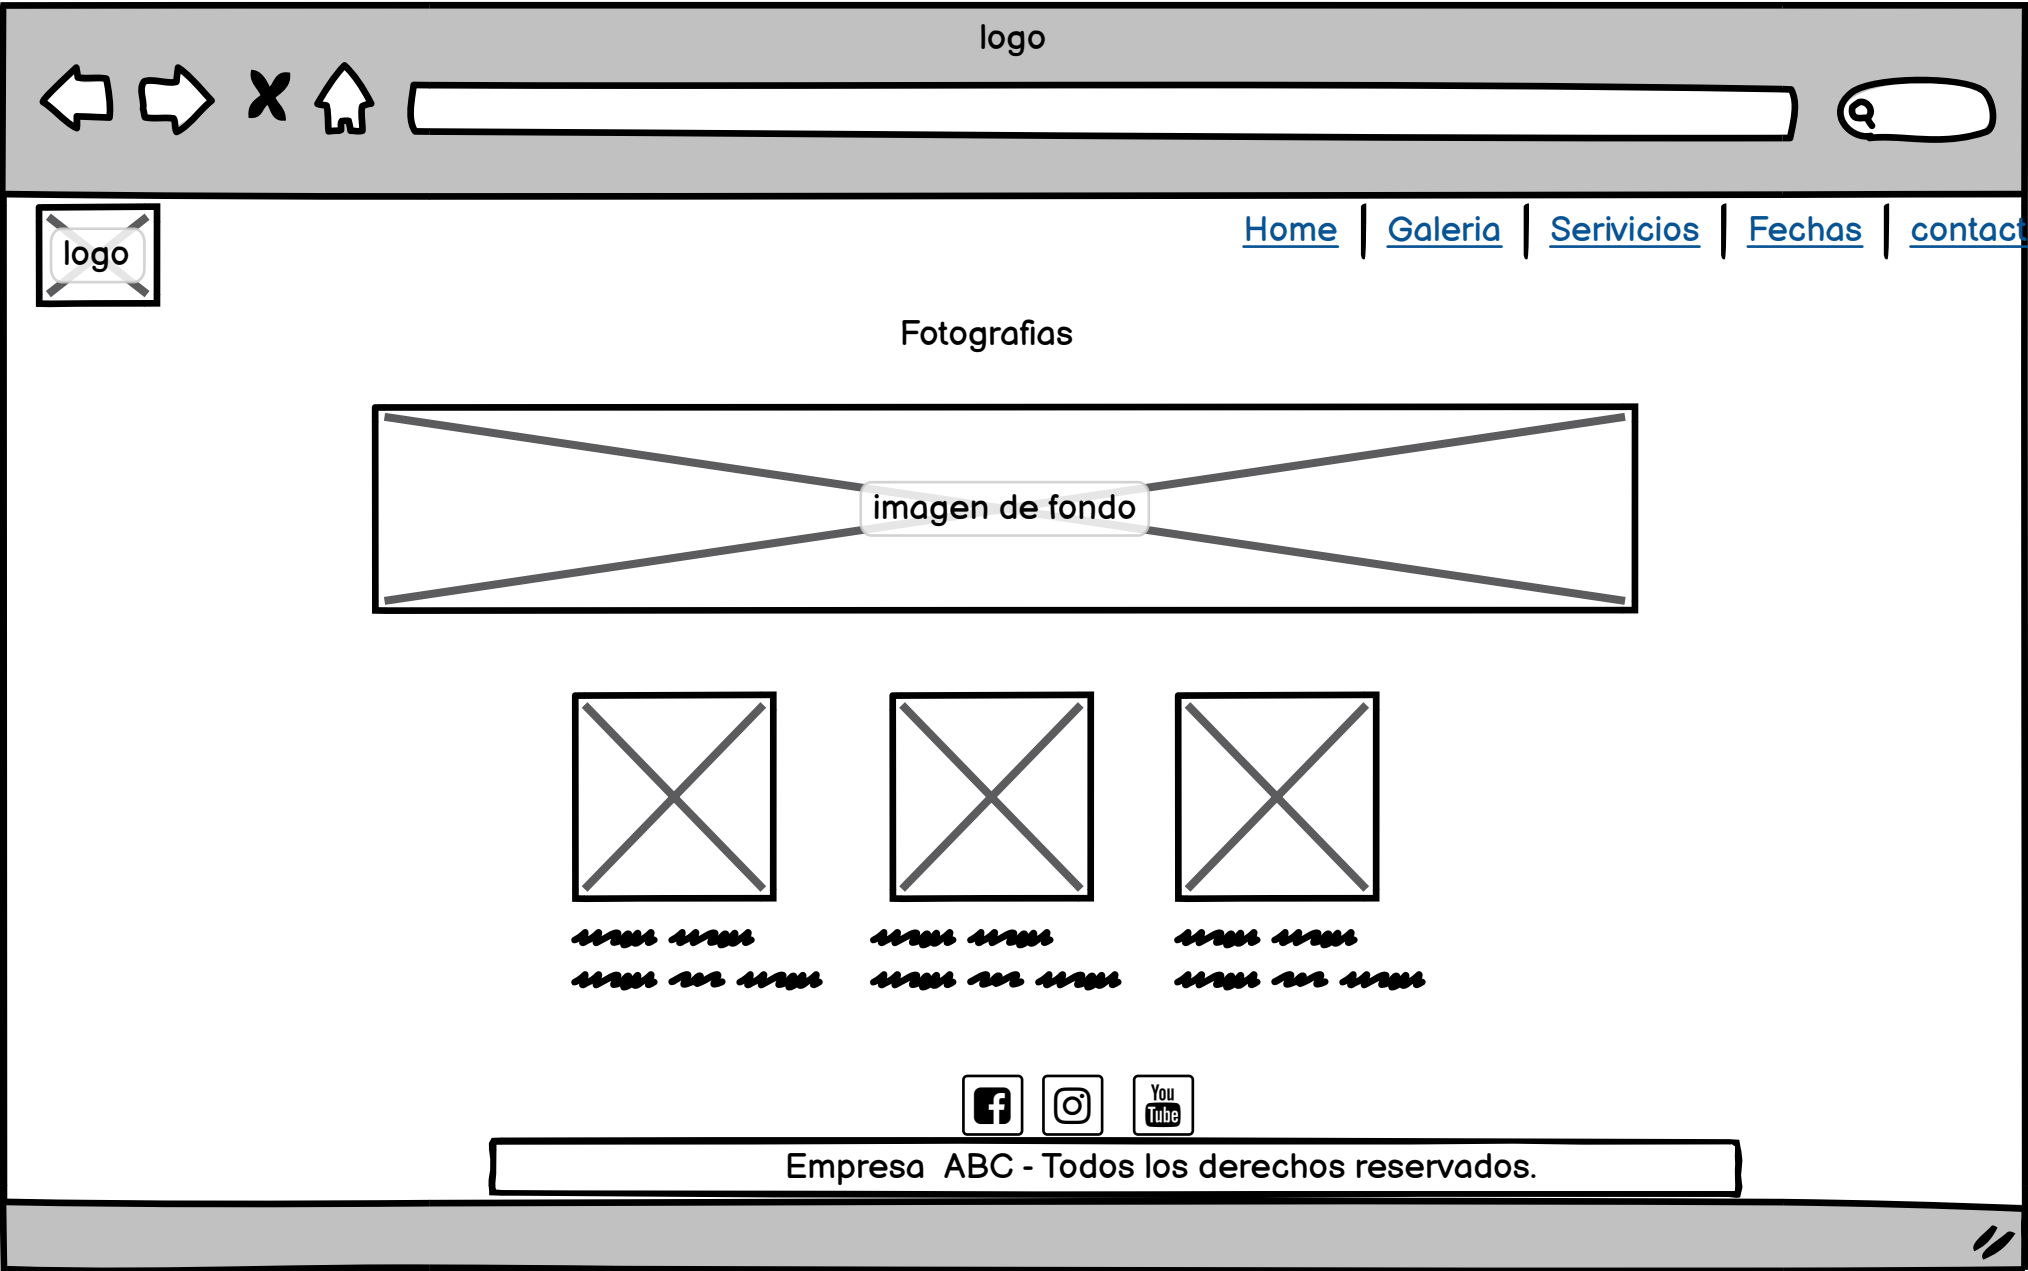 logo
logo
Home Galeria Serivicios Fechas contact
Fotografias
imagen de fondo
You
Tube
Empresa ABC - Todos los derechos reservados.